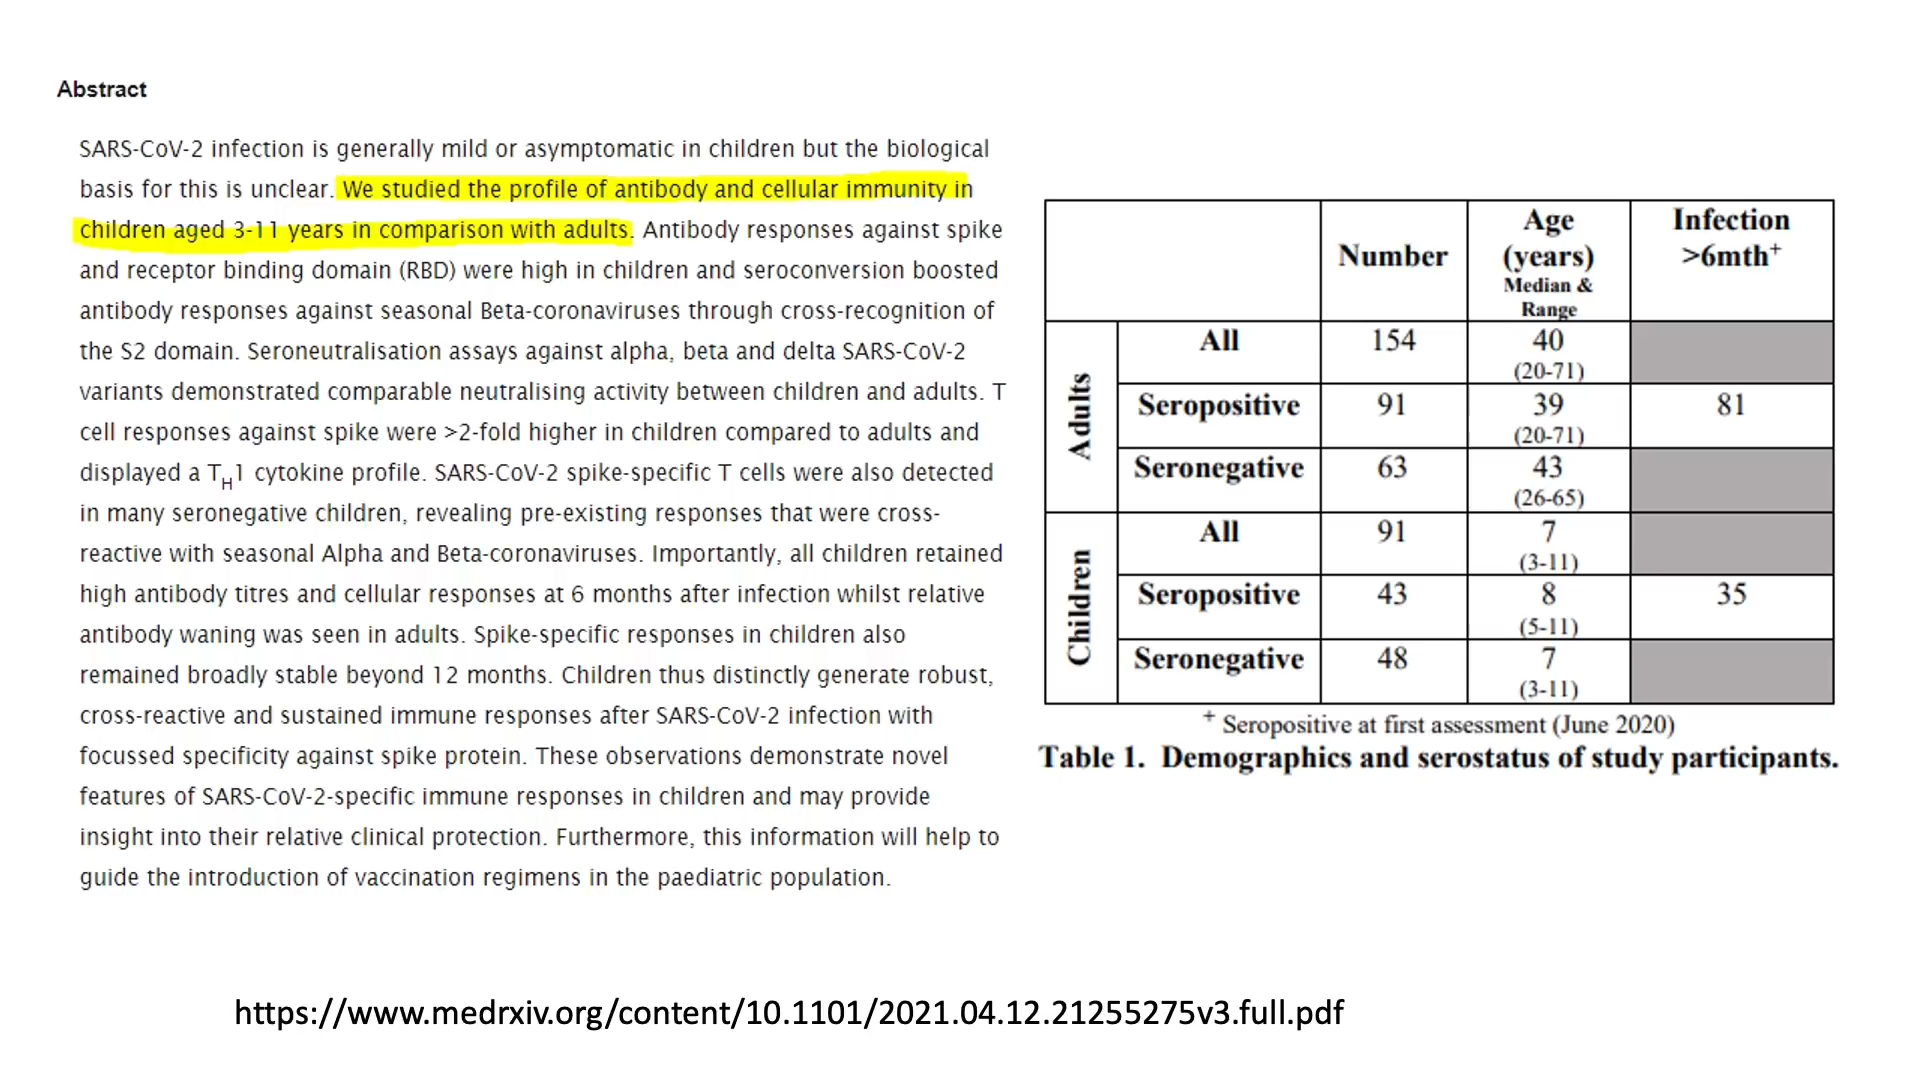 Abstract
SARS-CoV-2 infection is generally mild or asymptomatic in children but the biological
basis for this is unclear. We studied the profile of antibody and cellular immunity in
children aged 3-11 years in comparison with adults. Antibody responses against spike
and receptor binding domain (RBD) were high in children and seroconversion boosted
antibody responses against seasonal Beta-coronaviruses through cross-recognition of
the S2 domain. Seroneutralisation assays against alpha, beta and delta SARS-CoV-2
variants demonstrated comparable neutralising activity between children and adults. T
cell responses against spike were >2-fold higher in children compared to adults and
displayed a TH1 cytokine profile. SARS-CoV-2 spike-specific T cells were also detected
in many seronegative children, revealing pre-existing responses that were cross-
reactive with seasonal Alpha and Beta-coronaviruses. Importantly, all children retained
high antibody titres and cellular responses at 6 months after infection whilst relative
antibody waning was seen in adults. Spike-specific responses in children also
remained broadly stable beyond 12 months. Children thus distinctly generate robust,
cross-reactive and sustained immune responses after SARS-CoV-2 infection with
focussed specificity against spike protein. These observations demonstrate novel
features of SARS-CoV-2-specific immune responses in children and may provide
insight into their relative clinical protection. Furthermore, this information will help to
guide the introduction of vaccination regimens in the paediatric population.
Number Age (years) Median & Range Infection >6mth+
Adults
All 154 40 (20-71)
Seropositive 91 39 (20-71) 81
Seronegative 63 43 (26-65)
Children
All 91 7 (3-11)
Seropositive 43 8 (5-11) 35
Seronegative 48 7 (3-11)
+ Seropositive at first assessment (June 2020)
Table 1. Demographics and serostatus of study participants.
https://www.medrxiv.org/content/10.1101/2021.04.12.21255275v3.full.pdf